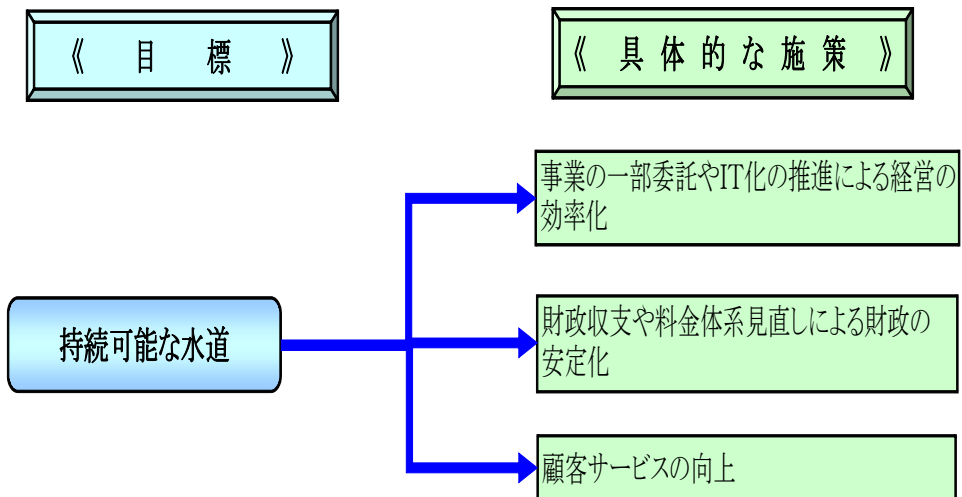 《 目 標 》
《 具 体 的 な 施 策 》
事業の一部委託やIT化の推進による経営の
効率化
持続可能な水道
財政収支や料金体系見直しによる財政の
安定化
顧客サービスの向上